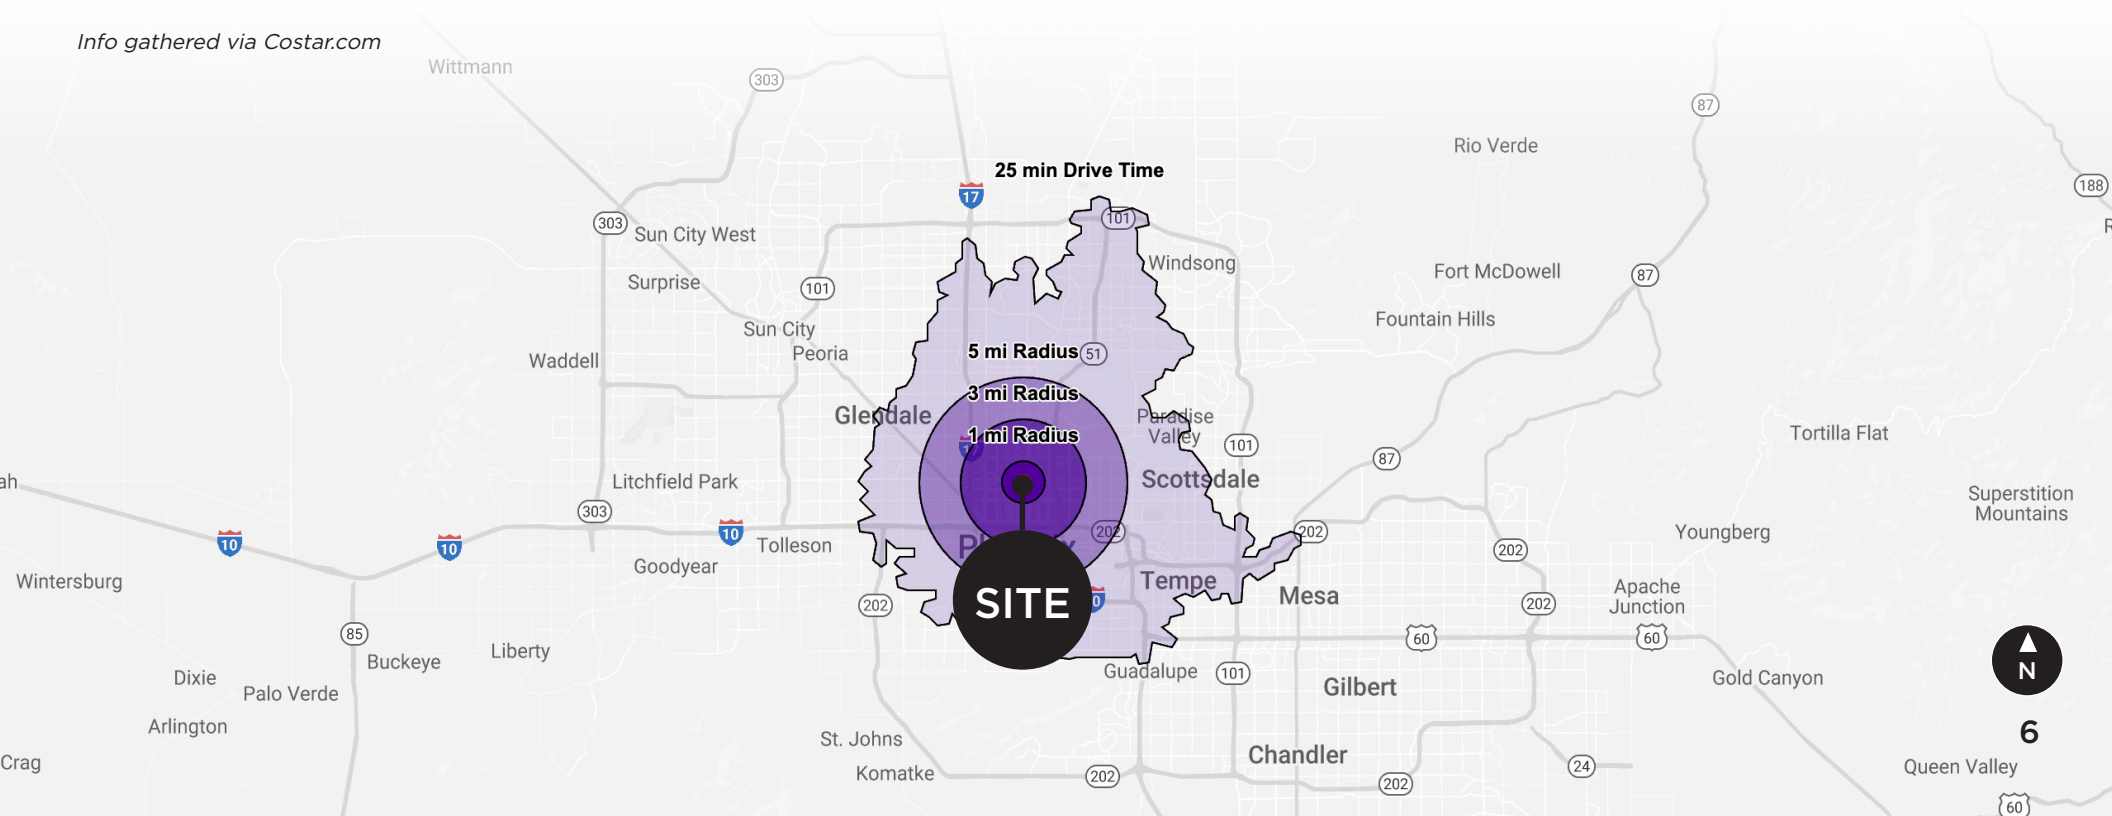 Info gathered via Costar.com
Wittmann
303
87
Rio Verde
25 min Drive Time
17
188
303
101
Sun City West
Windsong
Surprise
101
Fort McDowell
87
Sun City
Fountain Hills
Peoria
5 mi Radius
51
Waddell
3 mi Radius
Glendale
Paradise
Valley
1 mi Radius
101
Tortilla Flat
87
Litchfield Park
Scottsdale
ah
303
Superstition
Mountains
10
10
10
Tolleson
202
202
Youngberg
202
Goodyear
Wintersburg
Tempe
Mesa
Apache
Junction
202
SITE
202
85
60
60
Liberty
Buckeye
N
Guadalupe
101
Dixie
Palo Verde
Gilbert
Gold Canyon
Arlington
6
St. Johns
Chandler
Crag
Komatke
202
202
24
Queen Valley
60